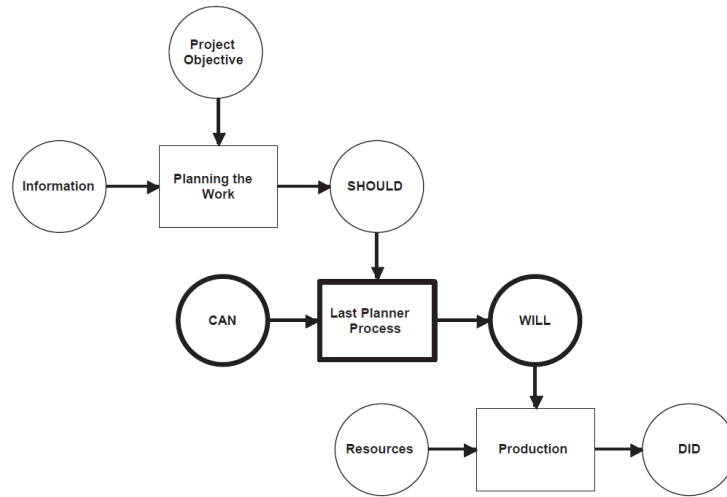 Project
Objective
Information
Planning the
Work
SHOULD
CAN
Last Planner
Process
WILL
Resources
Production
DID